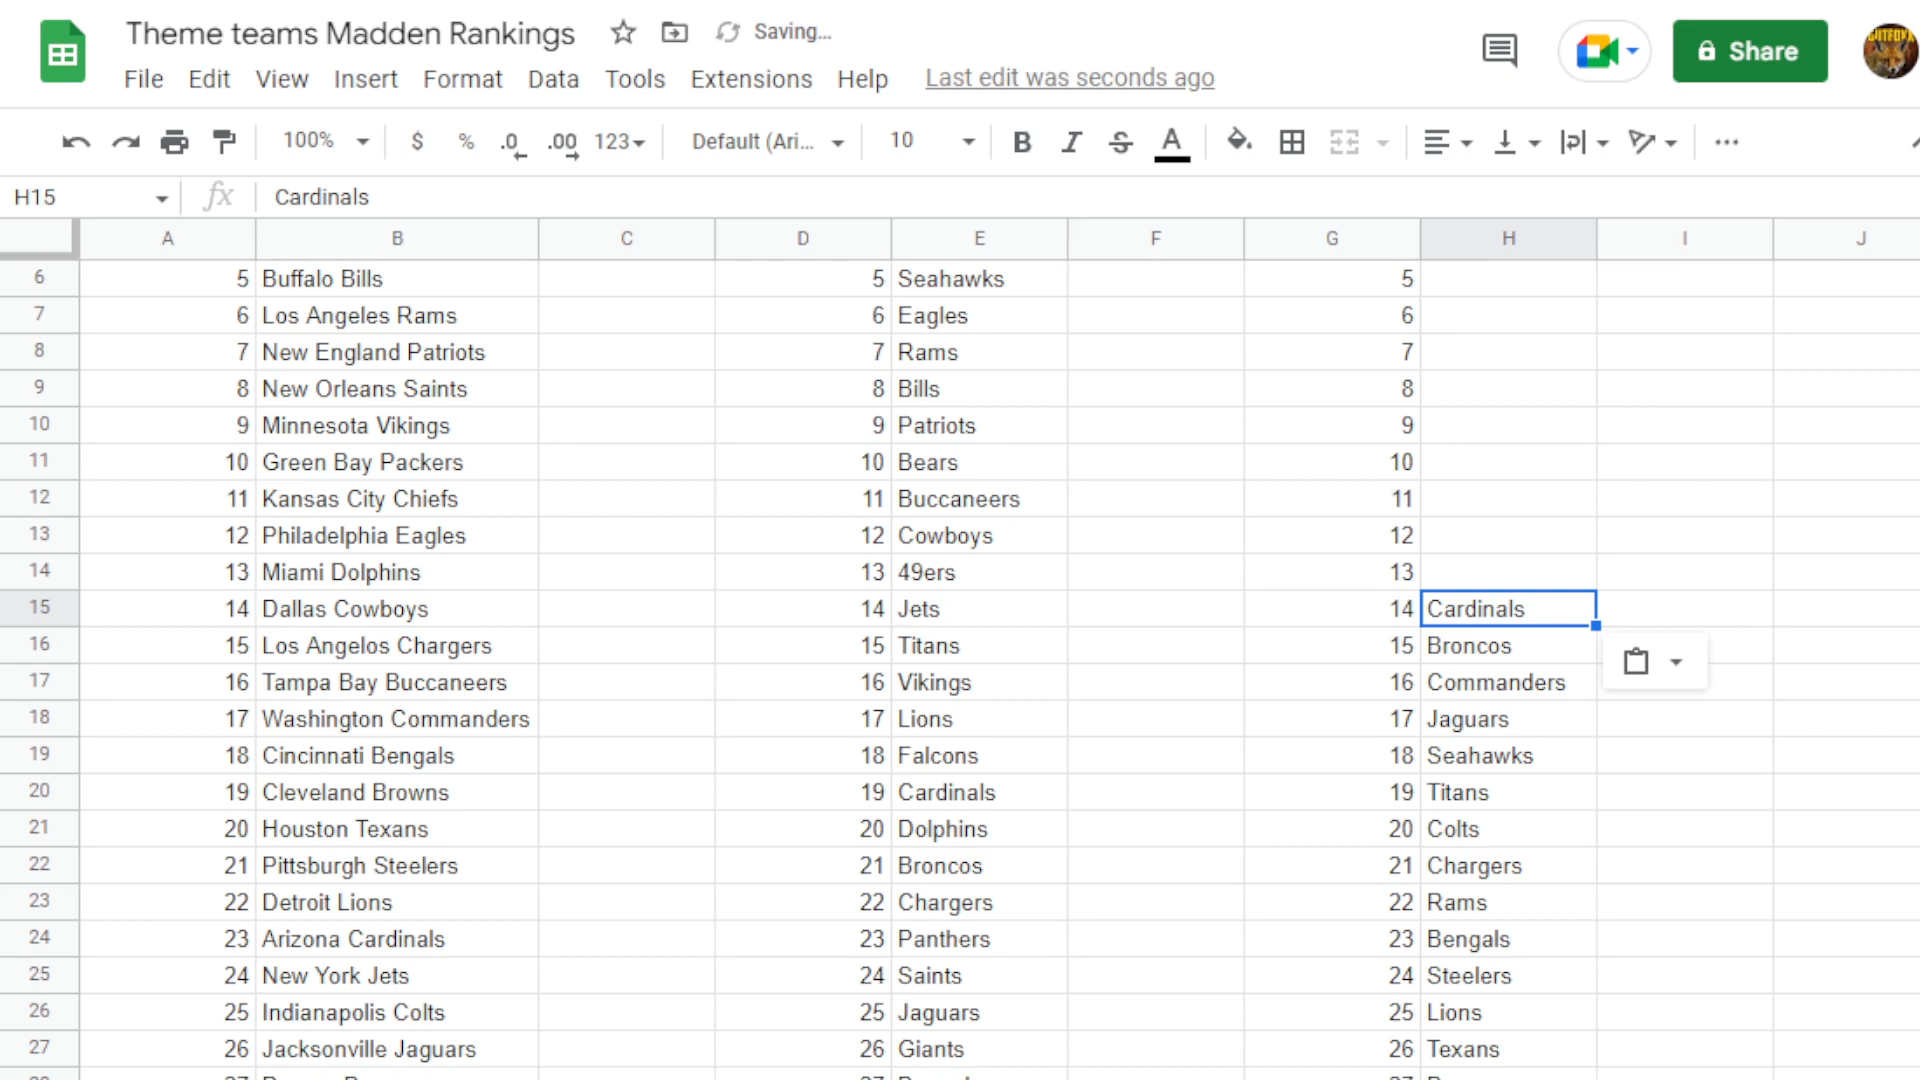 Theme teams Madden Rankings Saving...
File Edit View Insert Format Data Tools Extensions Help Last edit was seconds ago
Share
100% $ % .0 .00 123 Default (Ari... 10 B I S A ...
H15 fx Cardinals
A B C D E F G H I J
6 5 Buffalo Bills 5 Seahawks 5
7 6 Los Angeles Rams 6 Eagles 6
8 7 New England Patriots 7 Rams 7
9 8 New Orleans Saints 8 Bills 8
10 9 Minnesota Vikings 9 Patriots 9
11 10 Green Bay Packers 10 Bears 10
12 11 Kansas City Chiefs 11 Buccaneers 11
13 12 Philadelphia Eagles 12 Cowboys 12
14 13 Miami Dolphins 13 49ers 13
15 14 Dallas Cowboys 14 Jets 14 Cardinals
16 15 Los Angelos Chargers 15 Titans 15 Broncos
17 16 Tampa Bay Buccaneers 16 Vikings 16 Commanders
18 17 Washington Commanders 17 Lions 17 Jaguars
19 18 Cincinnati Bengals 18 Falcons 18 Seahawks
20 19 Cleveland Browns 19 Cardinals 19 Titans
21 20 Houston Texans 20 Dolphins 20 Colts
22 21 Pittsburgh Steelers 21 Broncos 21 Chargers
23 22 Detroit Lions 22 Chargers 22 Rams
24 23 Arizona Cardinals 23 Panthers 23 Bengals
25 24 New York Jets 24 Saints 24 Steelers
26 25 Indianapolis Colts 25 Jaguars 25 Lions
27 26 Jacksonville Jaguars 26 Giants 26 Texans